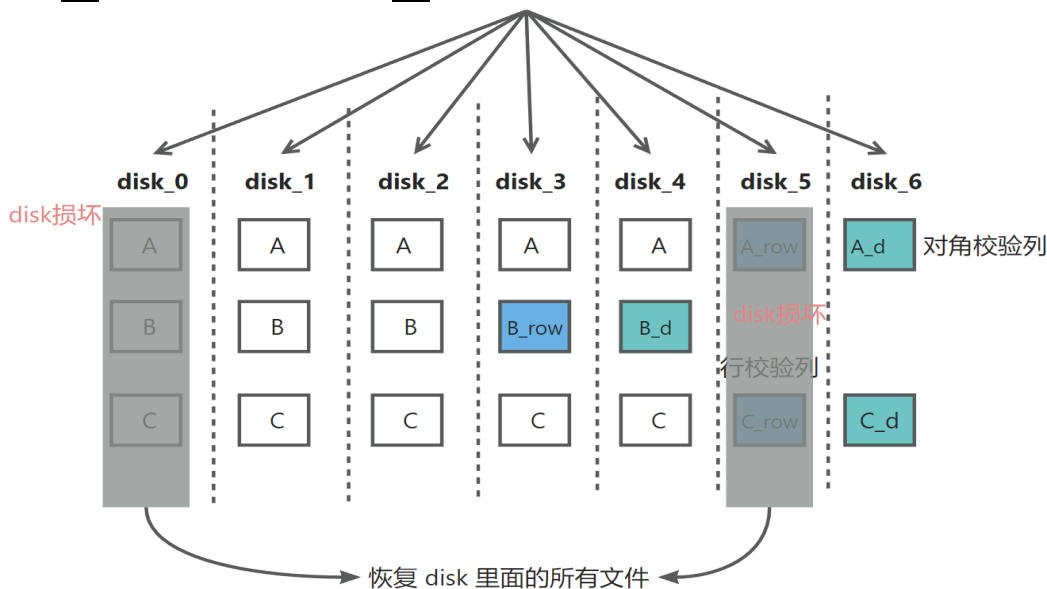 disk_0 disk_1 disk_2 disk_3 disk_4 disk_5 disk_6
disk损坏
A A A A A A_row A_d 对角校验列
disk损坏
B B B B_row B_d
行校验列
C C C C C C_row C_d
恢复 disk 里面的所有文件